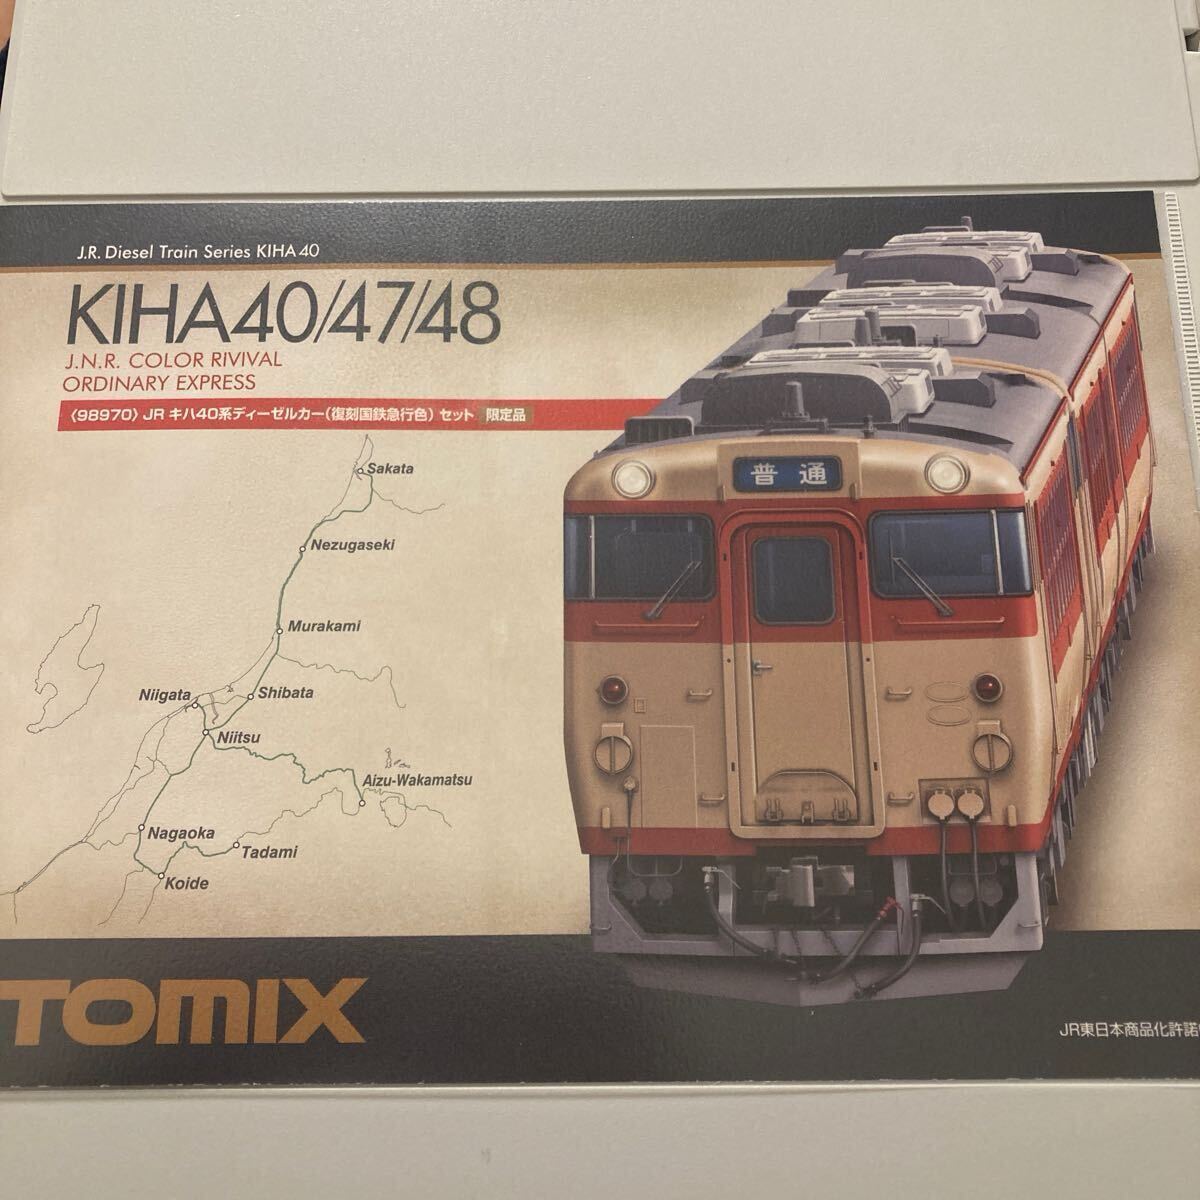 J.R. Diesel Train Series KIHA 40
KIHA40/47/48
J.N.R. COLOR RIVIVAL
ORDINARY EXPRESS
〈98970〉 JR キハ40系ディーゼルカー(復刻国鉄急行色) セット 限定品
普通
Sakata
Nezugaseki
Murakami
Niigata
Shibata
Niitsu
Aizu-Wakamatsu
Nagaoka
Tadami
Koide
TOMIX
JR東日本商品化許諾